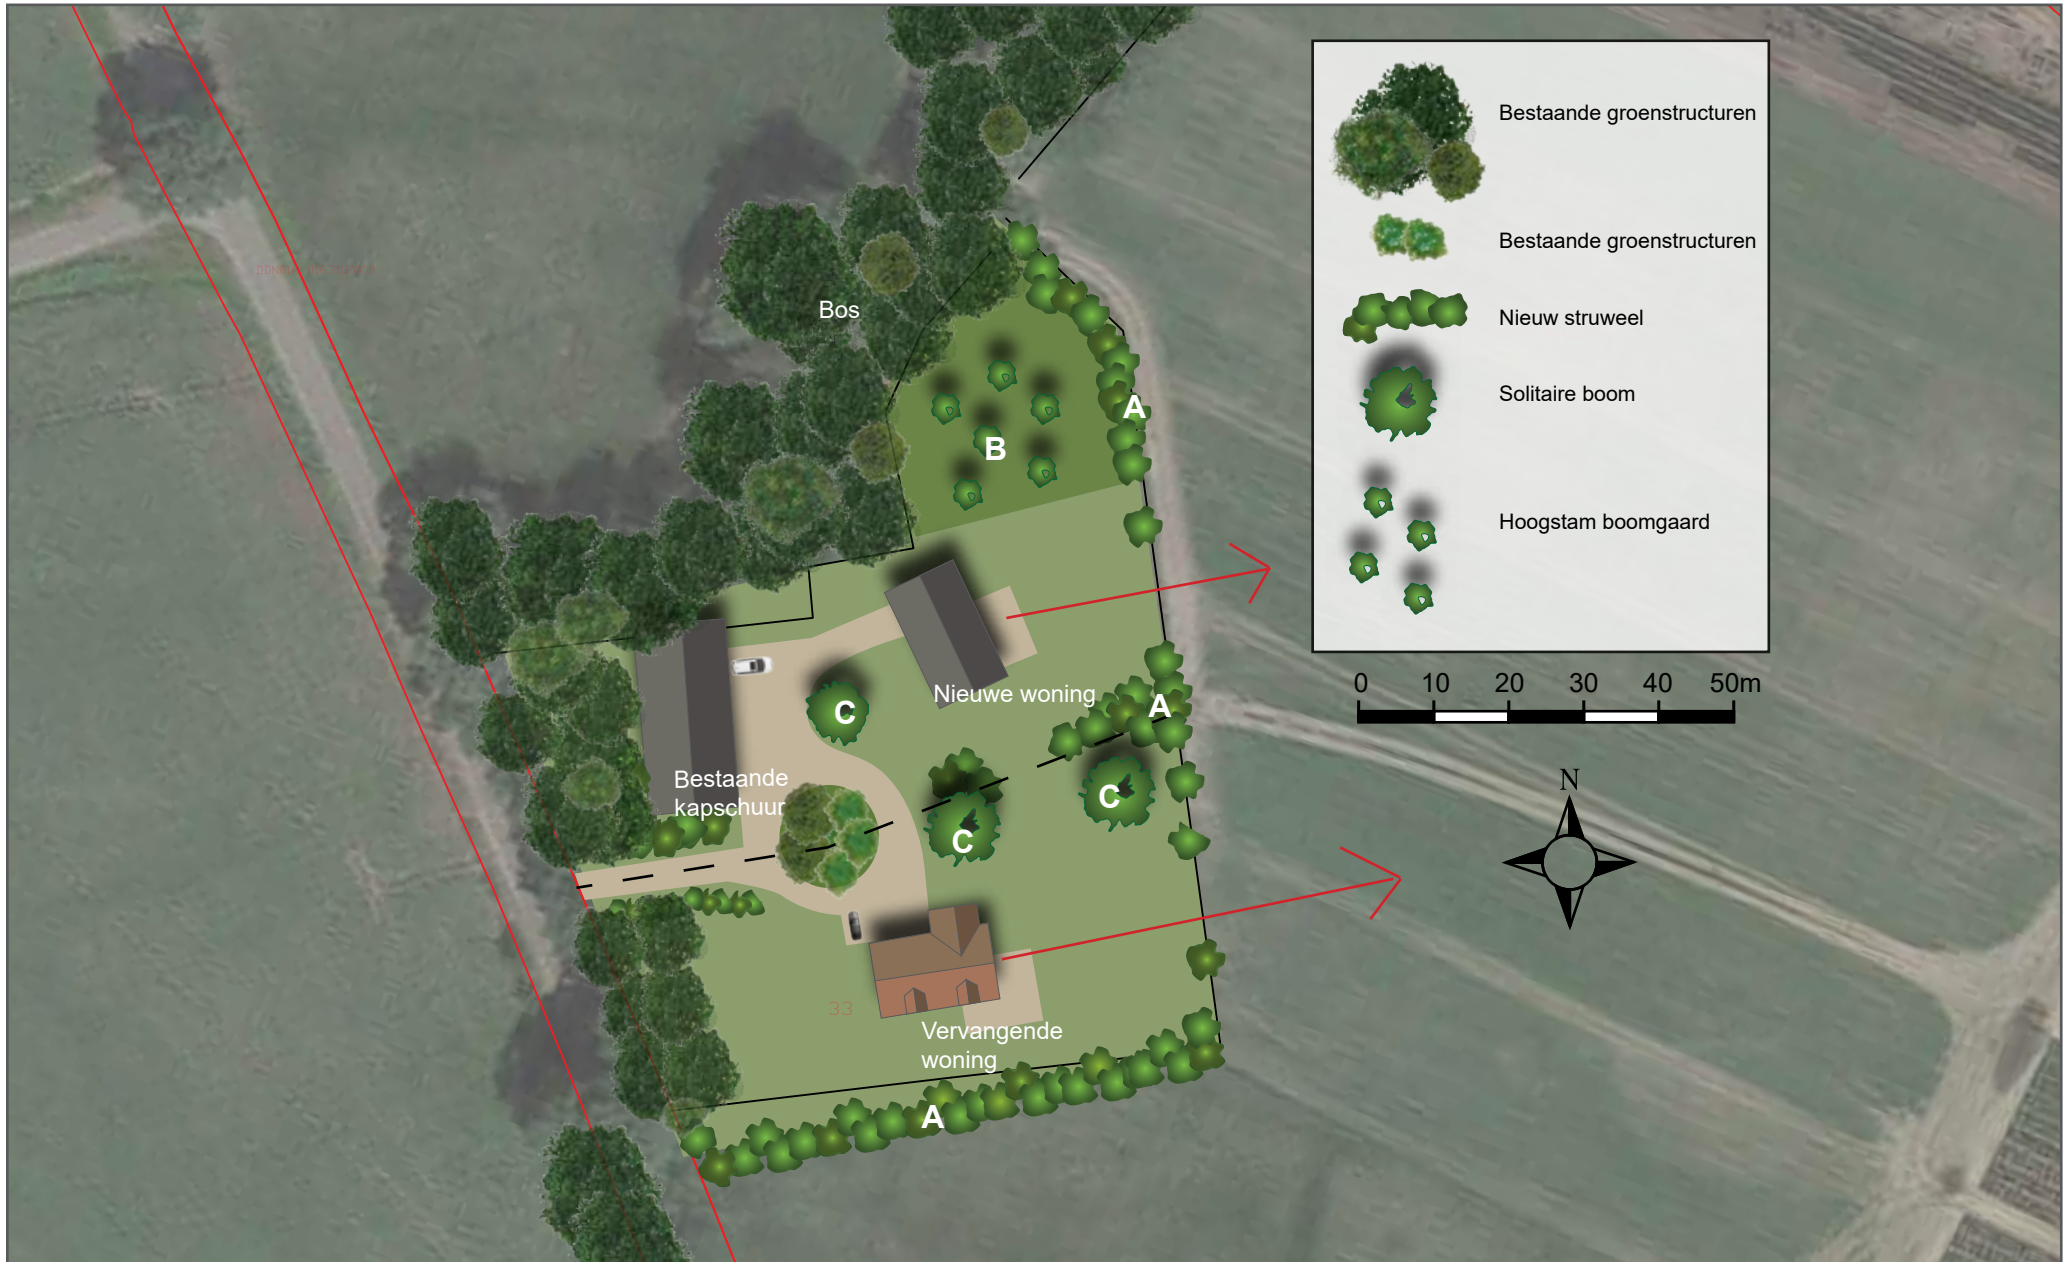 Bestaande groenstructuren
Bestaande groenstructuren
Nieuw struweel
Solitaire boom
Hoogstam boomgaard
0 10 20 30 40 50m
N
Bos
A
B
Nieuwe woning
A
C
Bestaande
kapschuur
C
C
33
Vervangende
woning
A